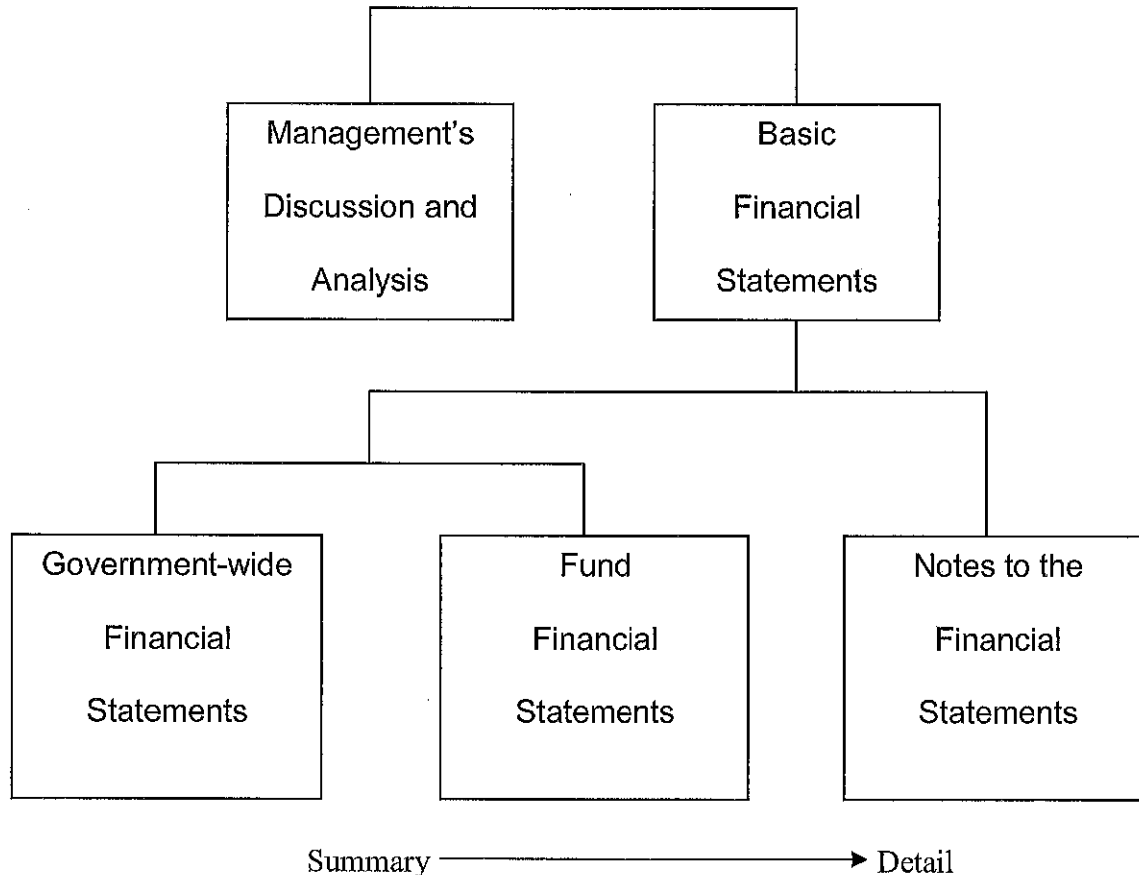 Management's
Discussion and
Analysis
Basic
Financial
Statements
Government-wide
Financial
Statements
Fund
Financial
Statements
Notes to the
Financial
Statements
Summary
Detail